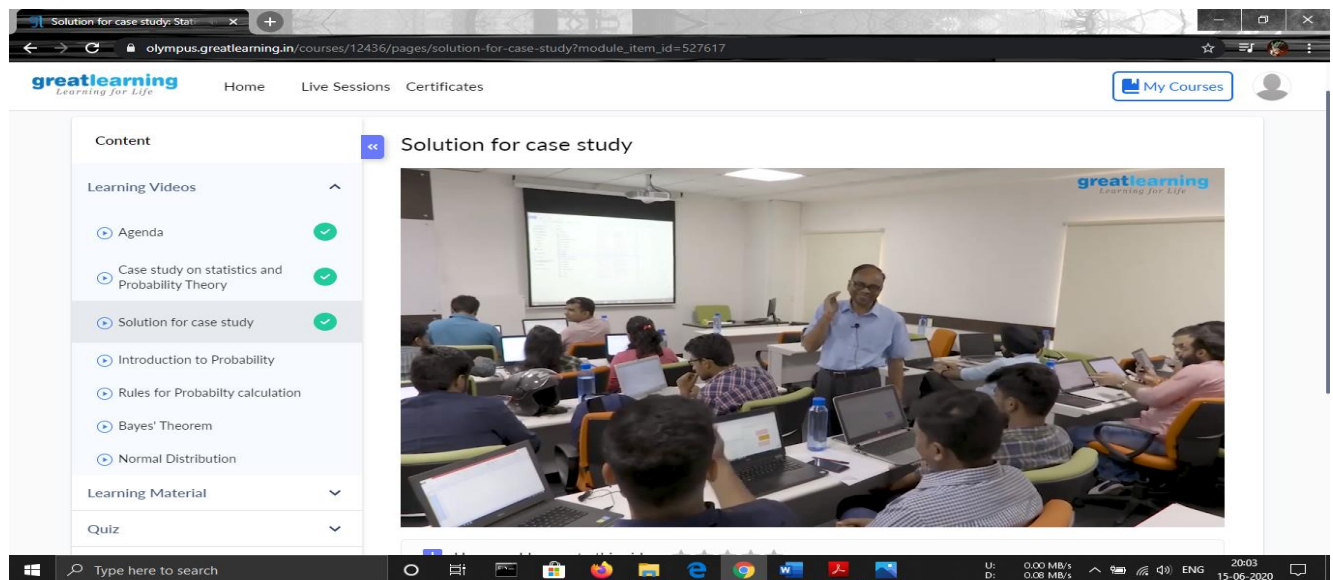 Solution for case study: Stat
olympus.greatlearning.in/courses/12436/pages/solution-for-case-study?module_item_id=527617
greatlearning
Learning for Life
Home
Live Sessions
Certificates
My Courses
Content
Learning Videos
Agenda
Case study on statistics and
Probability Theory
Solution for case study
Introduction to Probability
Rules for Probabilty calculation
Bayes' Theorem
Normal Distribution
Learning Material
Quiz
Solution for case study
greatlearning
Learning for Life
Type here to search
U: 0.00 MB/s
D: 0.08 MB/s
ENG
20:03
15-06-2020